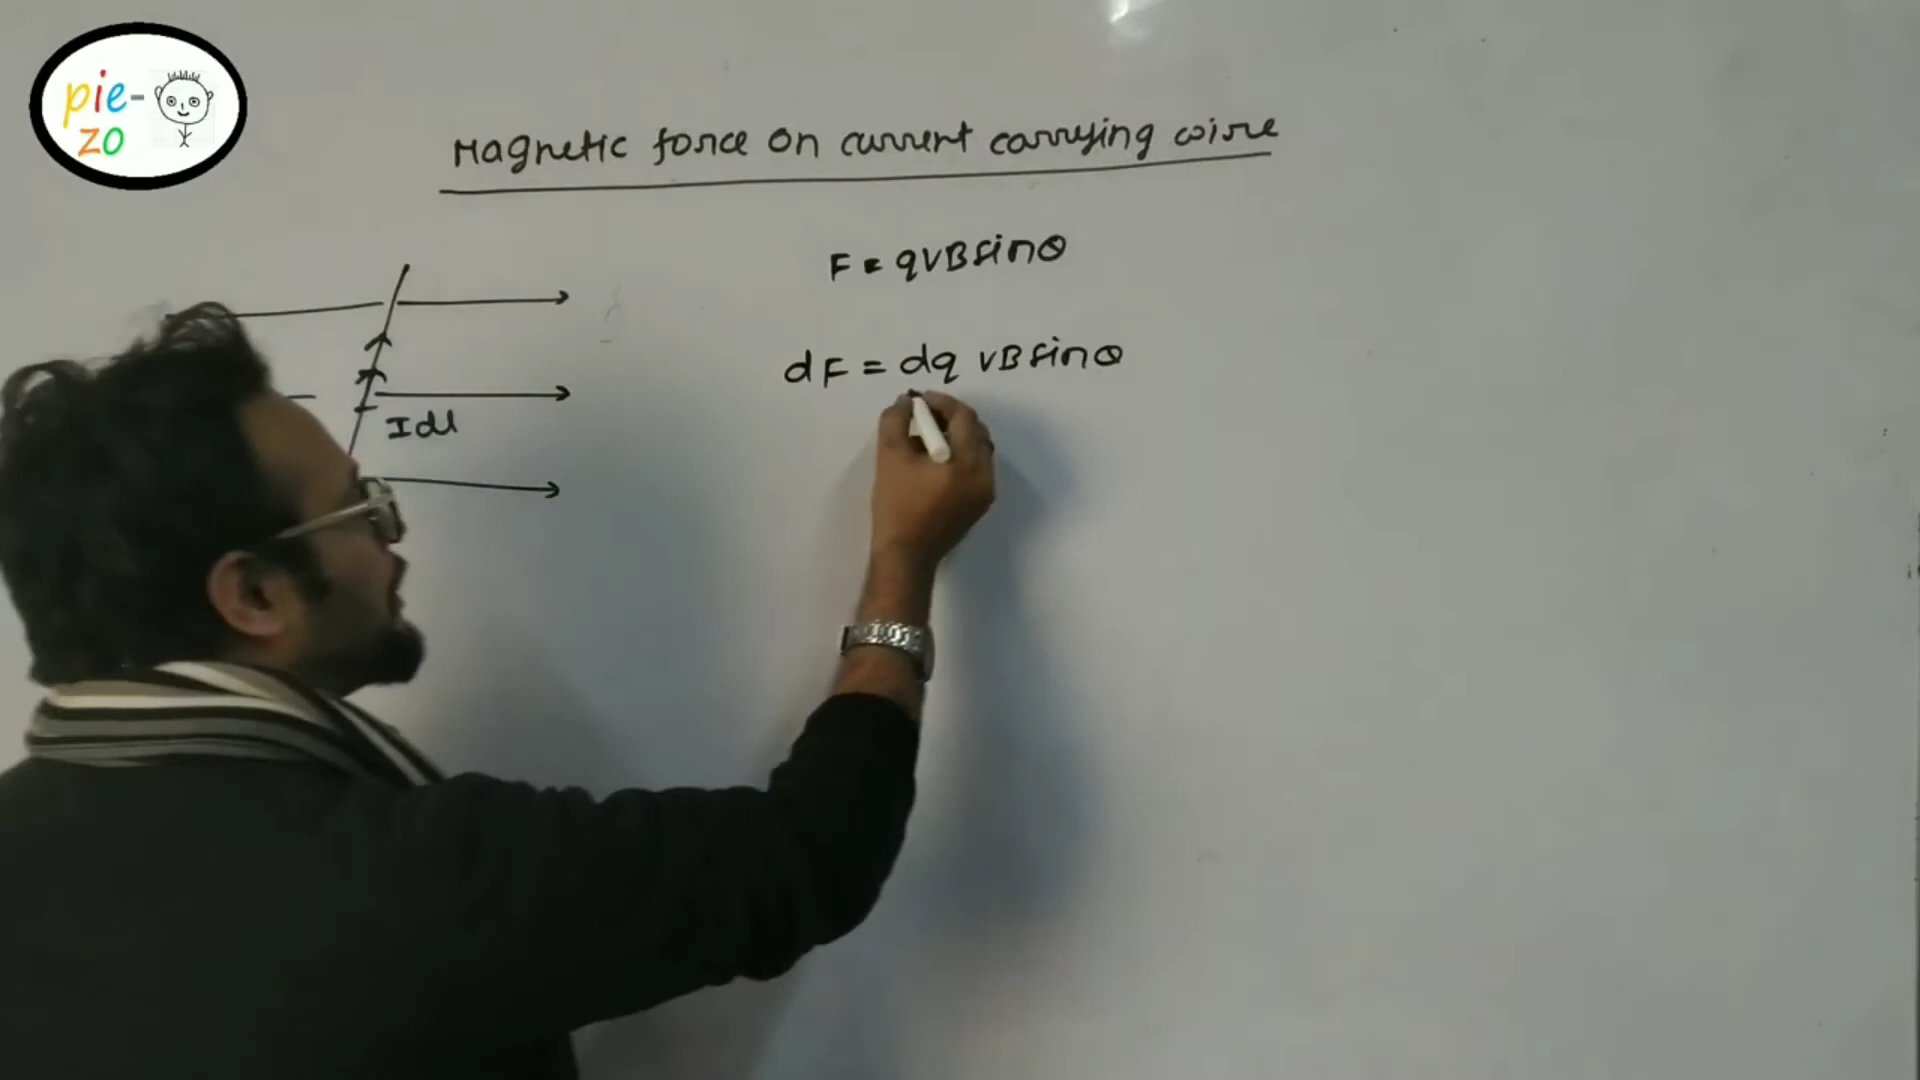 pie-
zo
Magnetic force on current carrying wire
F = qVBsinθ
dF = dq VBsinθ
Idl